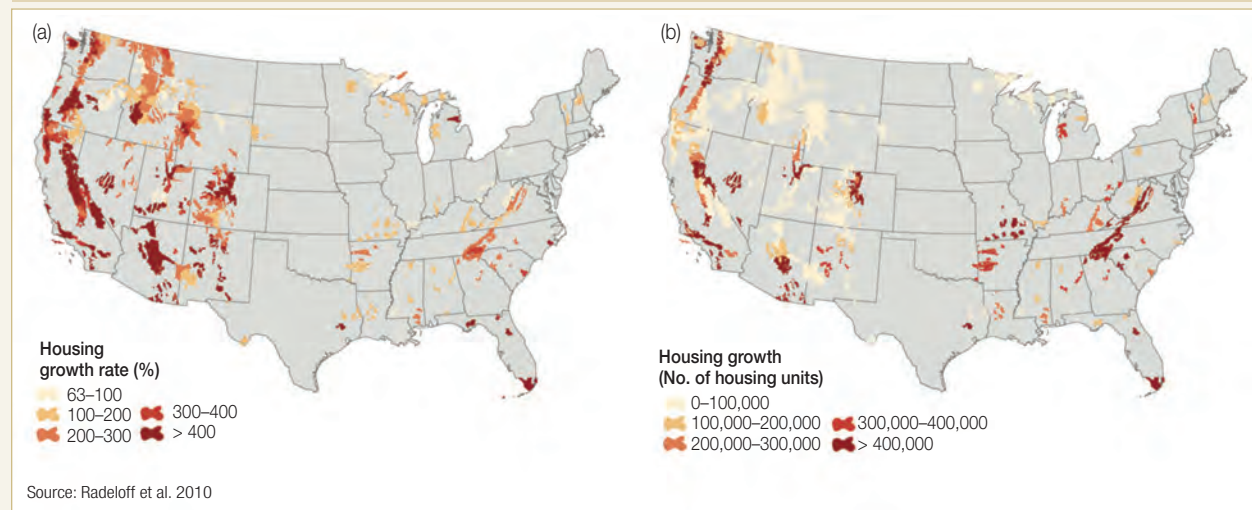 (a)
Housing
growth rate (%)
63–100
100–200
300–400
200–300
> 400
(b)
Housing growth
(No. of housing units)
0–100,000
100,000–200,000
300,000–400,000
200,000–300,000
> 400,000
Source: Radeloff et al. 2010